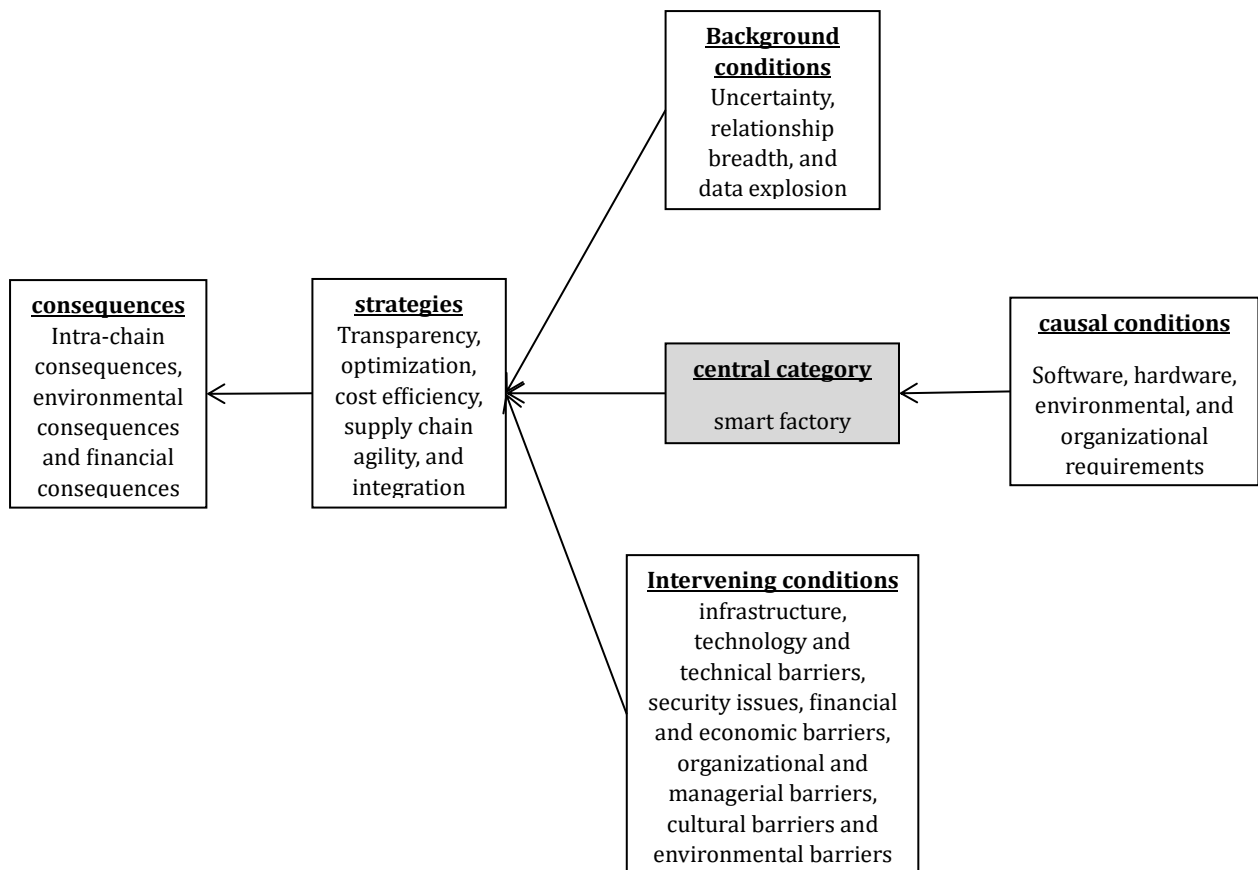 Background
conditions
Uncertainty,
relationship
breadth, and
data explosion
consequences
Intra-chain
consequences,
environmental
consequences
and financial
consequences
strategies
Transparency,
optimization,
cost efficiency,
supply chain
agility, and
integration
central category
smart factory
causal conditions
Software, hardware,
environmental, and
organizational
requirements
Intervening conditions
infrastructure,
technology and
technical barriers,
security issues, financial
and economic barriers,
organizational and
managerial barriers,
cultural barriers and
environmental barriers